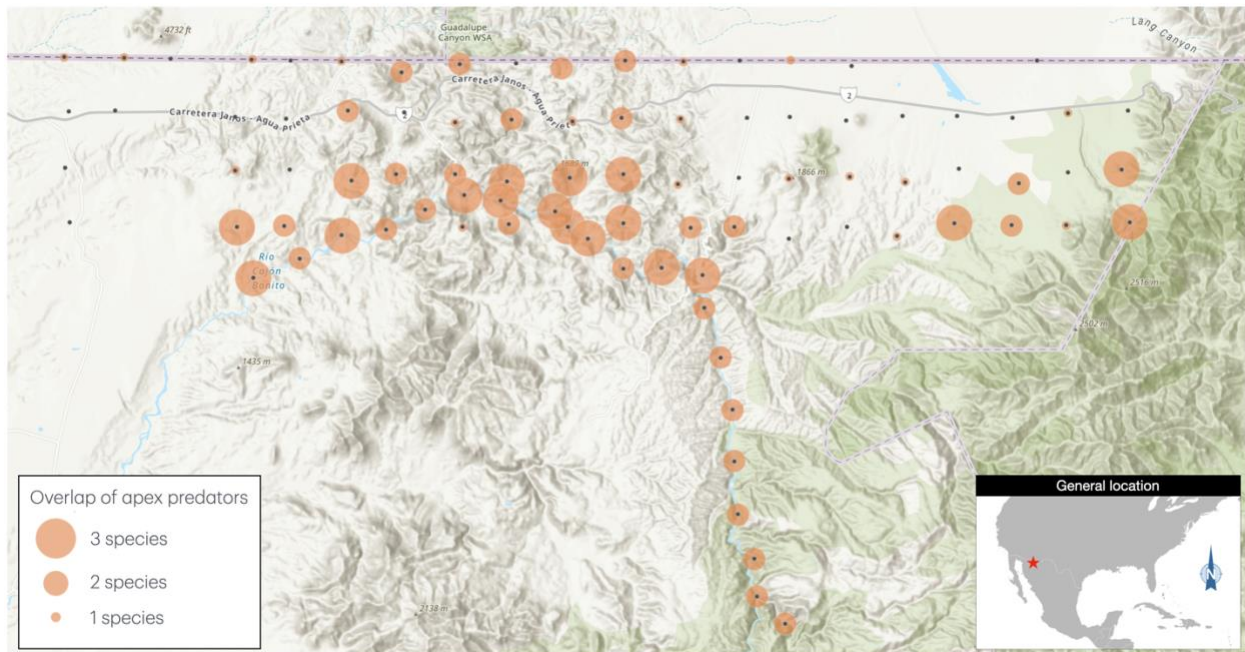 4732 ft
Guadalupe
Canyon WSA
Lang Canyon
Carretera Janos - Agua Prieta
Carretera Janos - Agua Prieta
2
1866 m
Río
Cajón
Bonito
2516 m
2502 m
1435 m
2138 m
Overlap of apex predators
3 species
2 species
1 species
General location
N